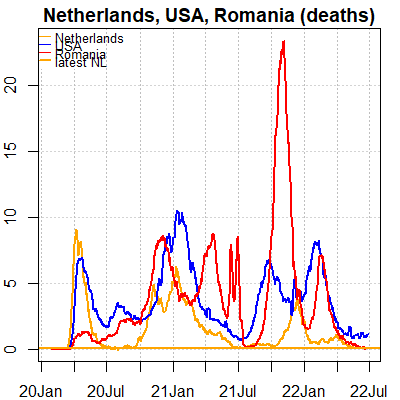 Netherlands, USA, Romania (deaths)
Netherlands
USA
Romania
latest NL
20
15
10
5
0
20Jan 20Jul 21Jan 21Jul 22Jan 22Jul